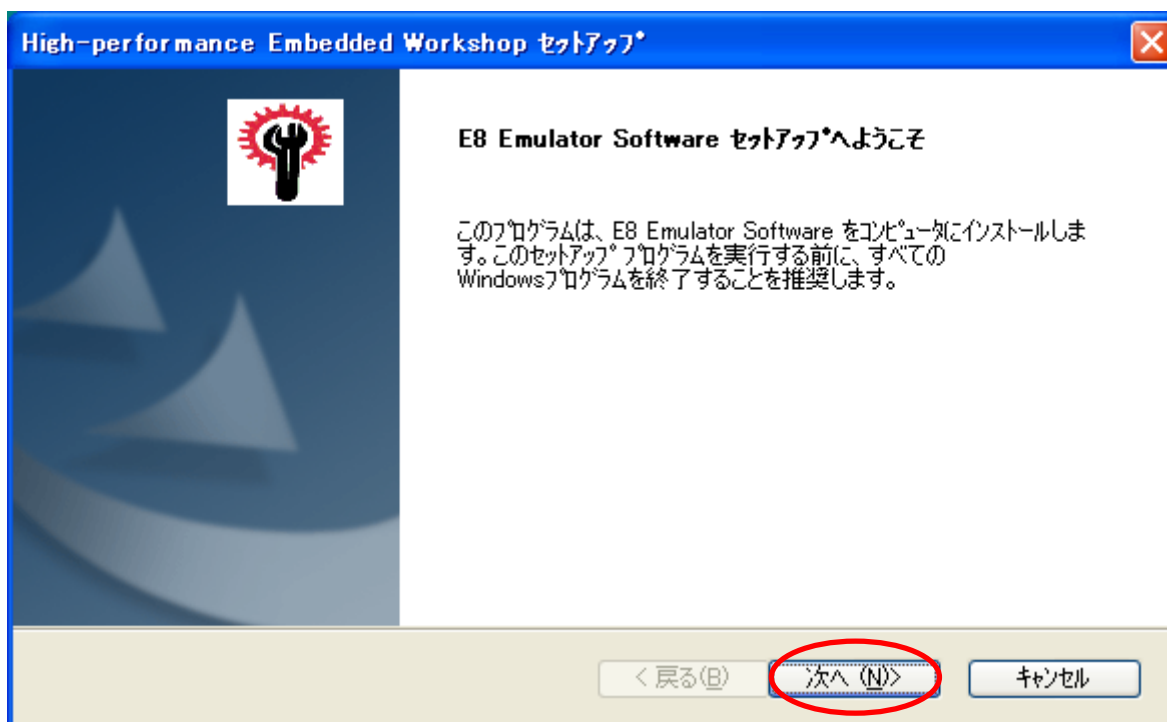 High-performance Embedded Workshop ｾｯﾄｱｯﾌﾟ
E8 Emulator Software ｾｯﾄｱｯﾌﾟへようこそ
このﾌﾟﾛｸﾞﾗﾑは、E8 Emulator Software をｺﾝﾋﾟｭｰﾀにインストールしま
す。このｾｯﾄｱｯﾌﾟ ﾌﾟﾛｸﾞﾗﾑを実行する前に、すべての
Windowsﾌﾟﾛｸﾞﾗﾑを終了することを推奨します。
< 戻る(B)
次へ (N)>
ｷｬﾝｾﾙ